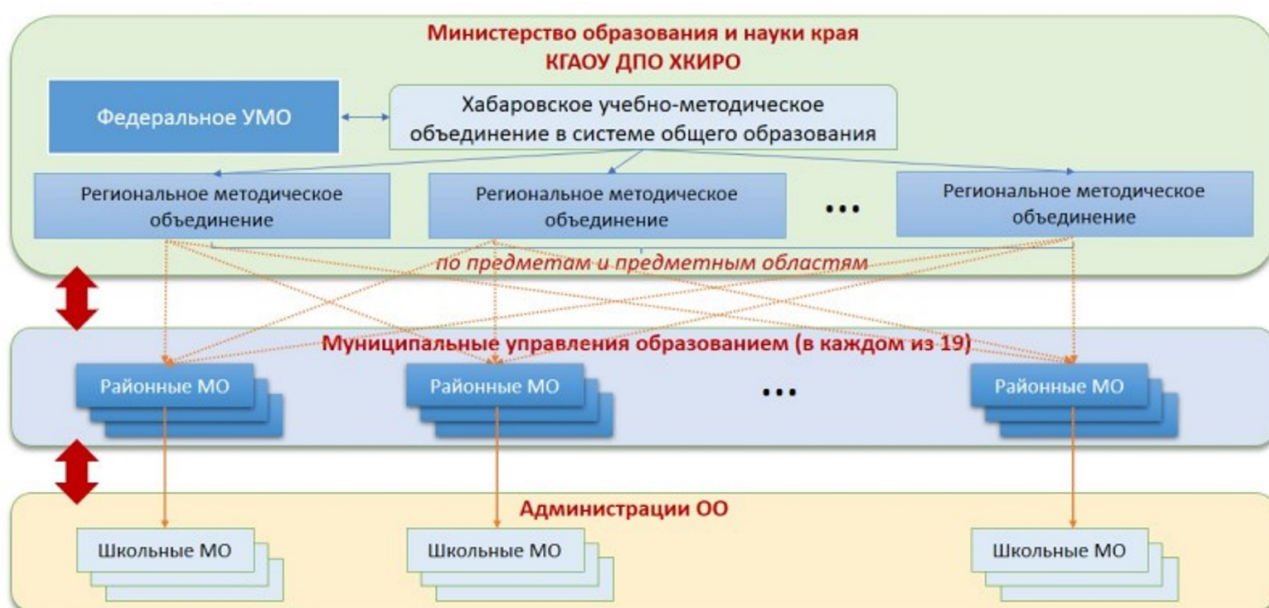 Министерство образования и науки края
КГАОУ ДПО ХКИРО
Федеральное УМО
Хабаровское учебно-методическое
объединение в системе общего образования
Региональное методическое
объединение
Региональное методическое
объединение
...
Региональное методическое
объединение
по предметам и предметным областям
Муниципальные управления образованием (в каждом из 19)
Районные МО
Районные МО
...
Районные МО
Администрации ОО
Школьные МО
Школьные МО
Школьные МО